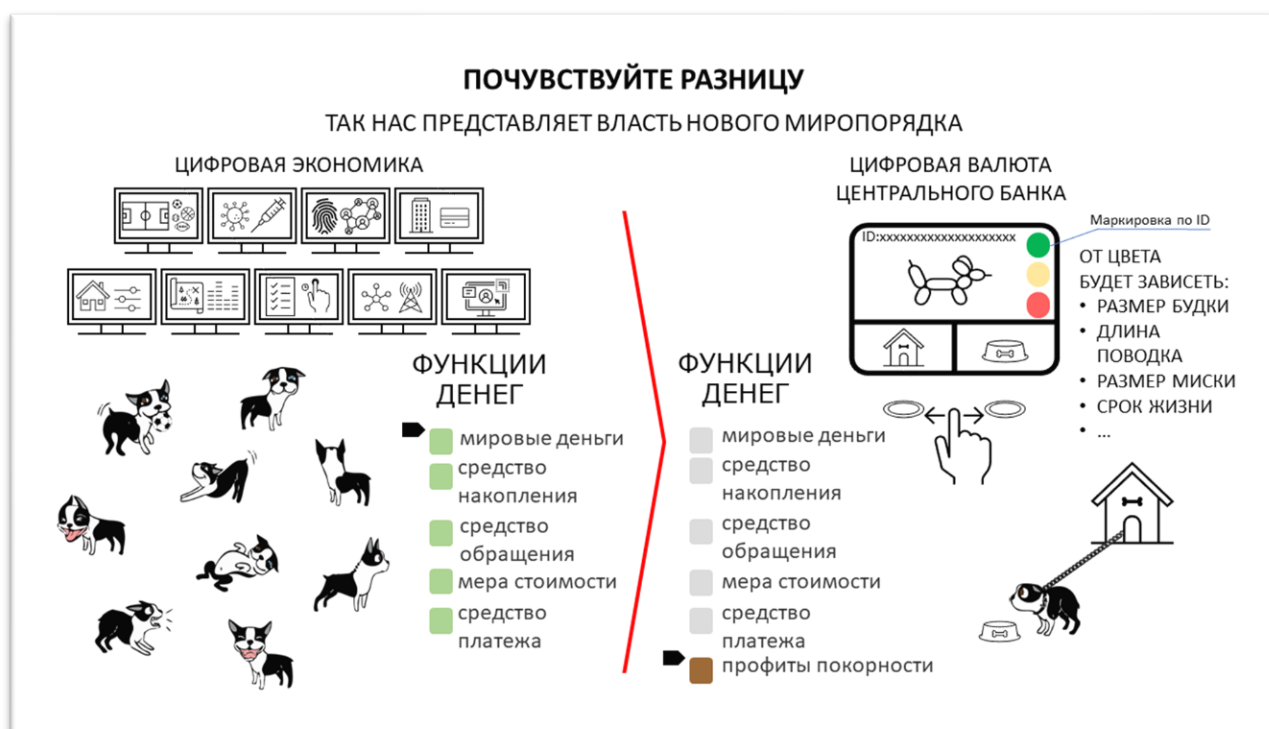 ПОЧУВСТВУЙТЕ РАЗНИЦУ
ТАК НАС ПРЕДСТАВЛЯЕТ ВЛАСТЬ НОВОГО МИРОПОРЯДКА
ЦИФРОВАЯ ЭКОНОМИКА
ФУНКЦИИ
ДЕНЕГ
мировые деньги
средство
накопления
средство
обращения
мера стоимости
средство
платежа
ЦИФРОВАЯ ВАЛЮТА
ЦЕНТРАЛЬНОГО БАНКА
ID:xxxxxxxxxxxxxxxxxxxx
Маркировка по ID
ОТ ЦВЕТА
БУДЕТ ЗАВИСЕТЬ:
• РАЗМЕР БУДКИ
• ДЛИНА
ПОВОДКА
• РАЗМЕР МИСКИ
• СРОК ЖИЗНИ
• ...
ФУНКЦИИ
ДЕНЕГ
мировые деньги
средство
накопления
средство
обращения
мера стоимости
средство
платежа
профиты покорности